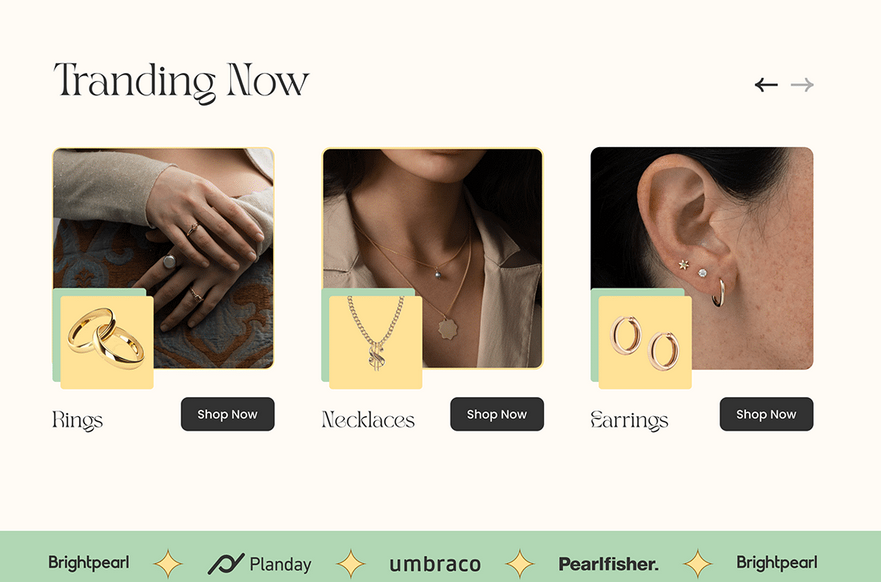 Tranding Now
Rings
Shop Now
Necklaces
Shop Now
Earrings
Shop Now
Brightpearl
Planday
umbraco
Pearlfisher.
Brightpearl